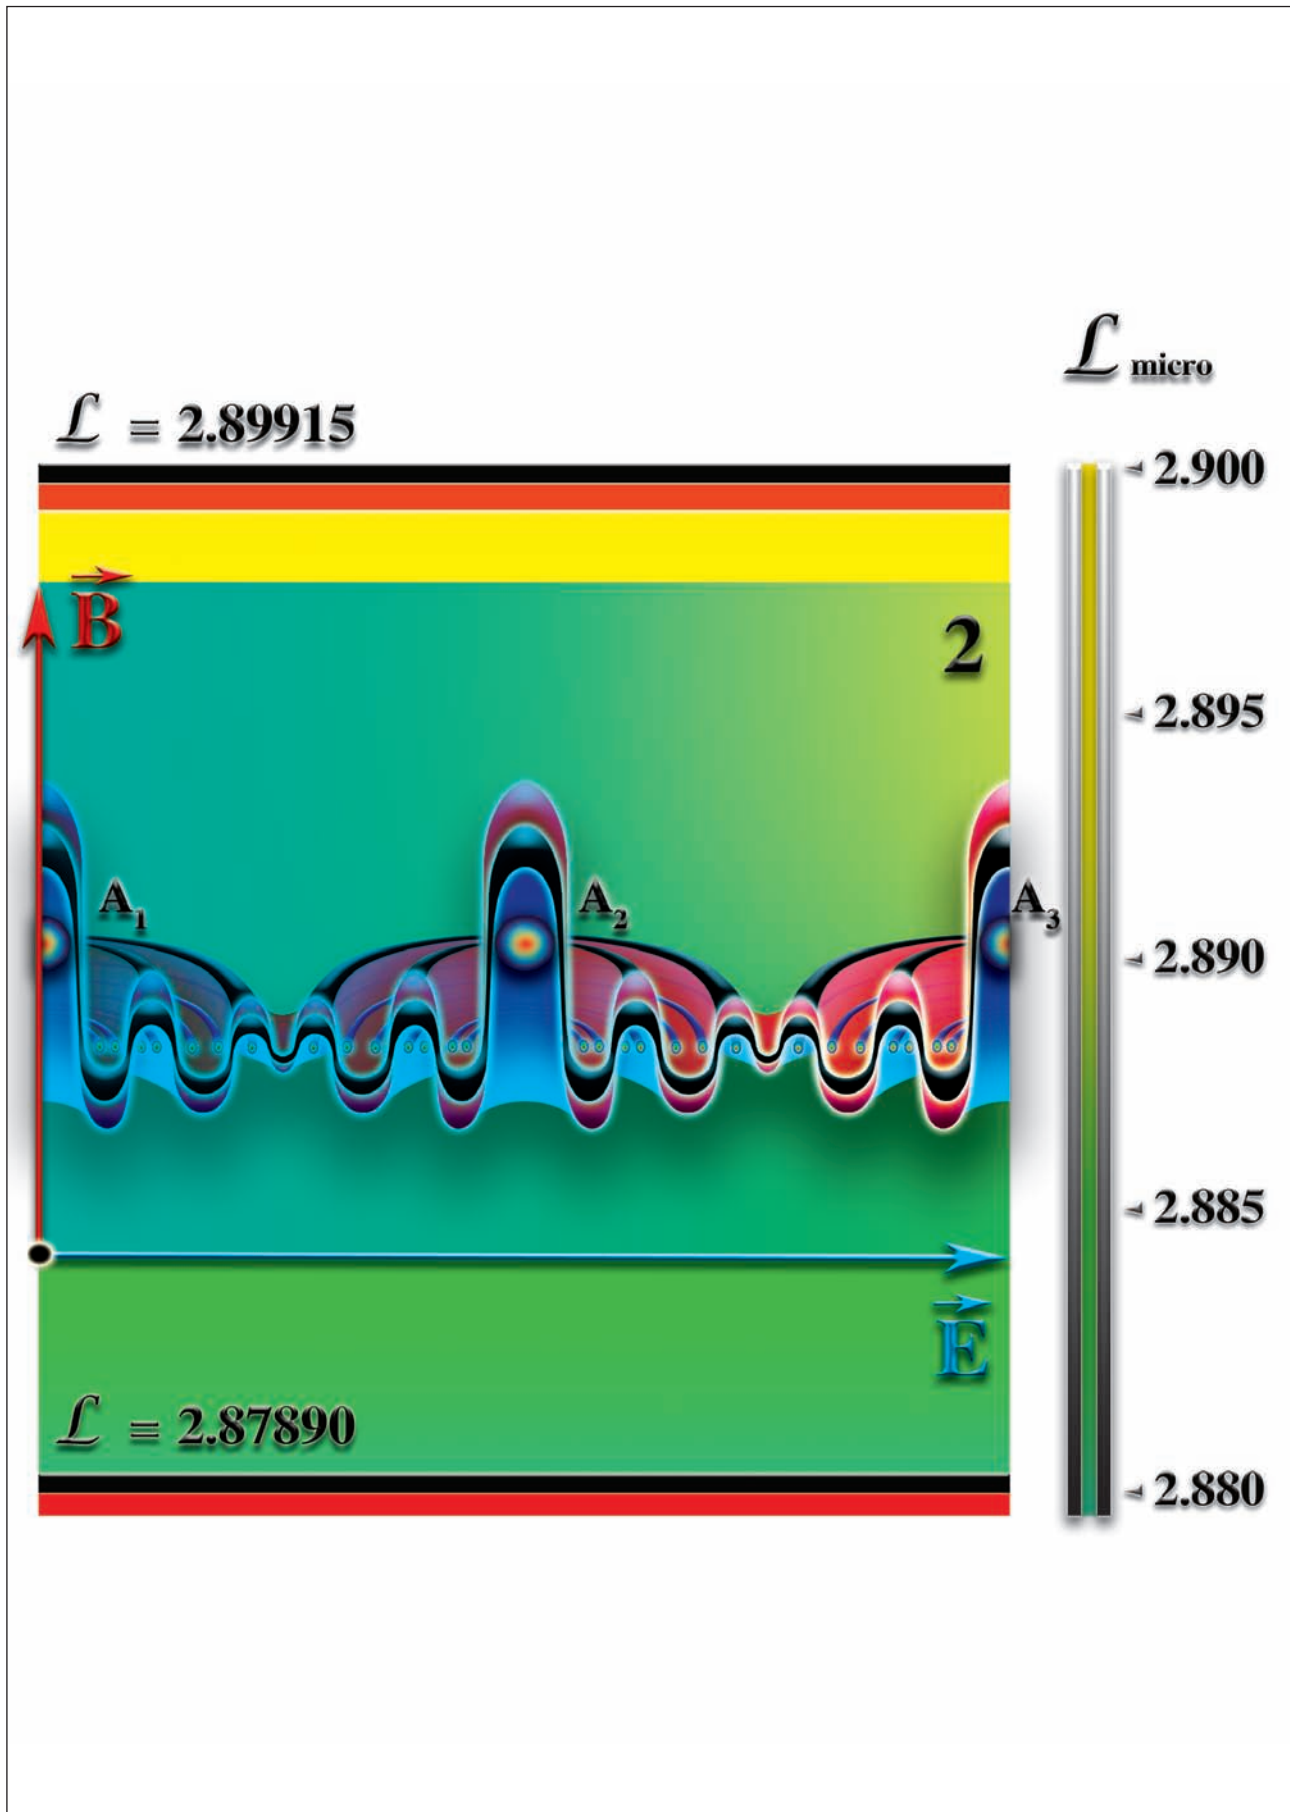 ℒ micro
ℒ = 2.89915
2.900
B
2
2.895
A₁
A₂
A₃
2.890
2.885
E
ℒ = 2.87890
2.880